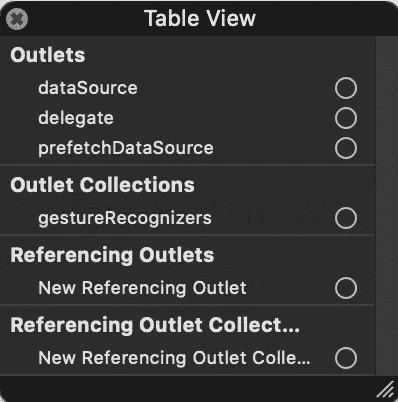 Table View
Outlets
dataSource
delegate
prefetchDataSource
Outlet Collections
gestureRecognizers
Referencing Outlets
New Referencing Outlet
Referencing Outlet Collect...
New Referencing Outlet Colle...